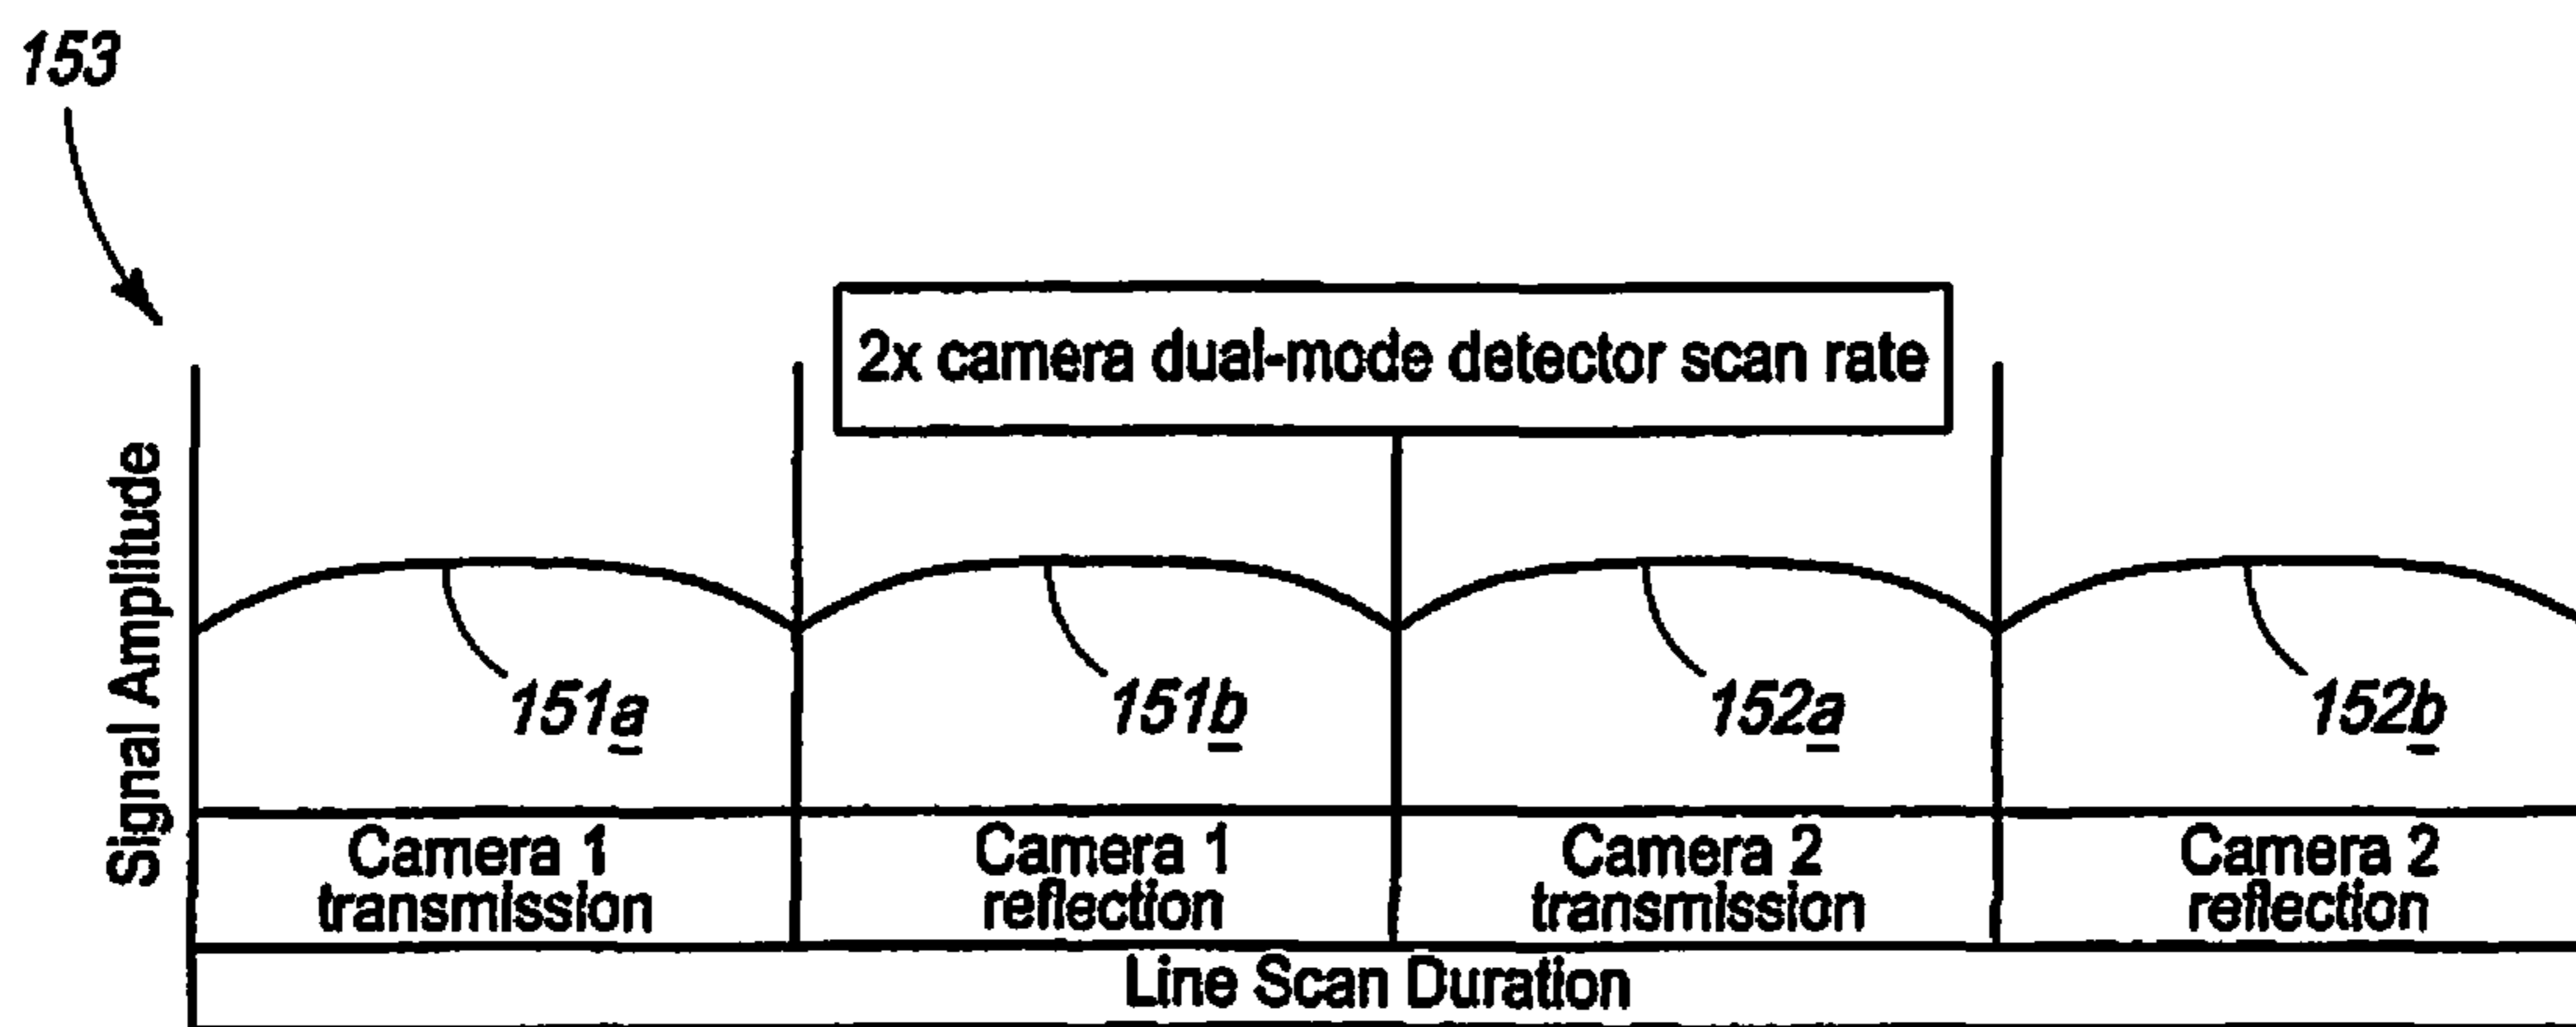 153
2x camera dual-mode detector scan rate
Signal Amplitude
151a
151b
152a
152b
Camera 1
transmission
Camera 1
reflection
Camera 2
transmission
Camera 2
reflection
Line Scan Duration